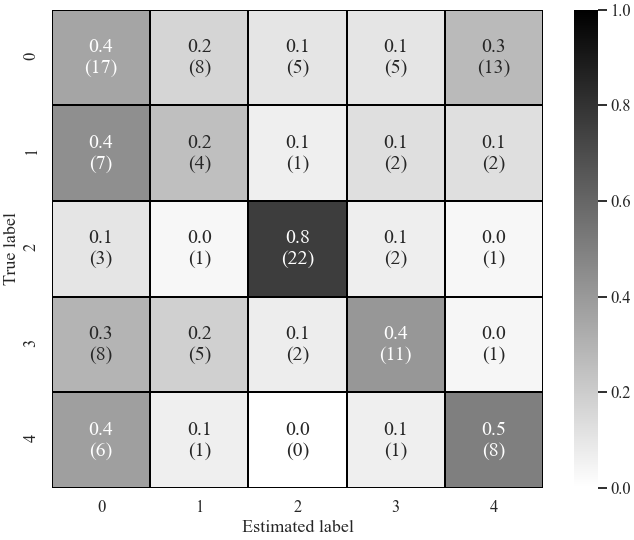 0.4 0.2 0.1 0.1 0.3
(17) (8) (5) (5) (13)
0.4 0.2 0.1 0.1 0.1
(7) (4) (1) (2) (2)
0.1 0.0 0.8 0.1 0.0
(3) (1) (22) (2) (1)
0.3 0.2 0.1 0.4 0.0
(8) (5) (2) (11) (1)
0.4 0.1 0.0 0.1 0.5
(6) (1) (0) (1) (8)
0
1
2
3
4
True label
0 1 2 3 4
Estimated label
1.0
0.8
0.6
0.4
0.2
0.0